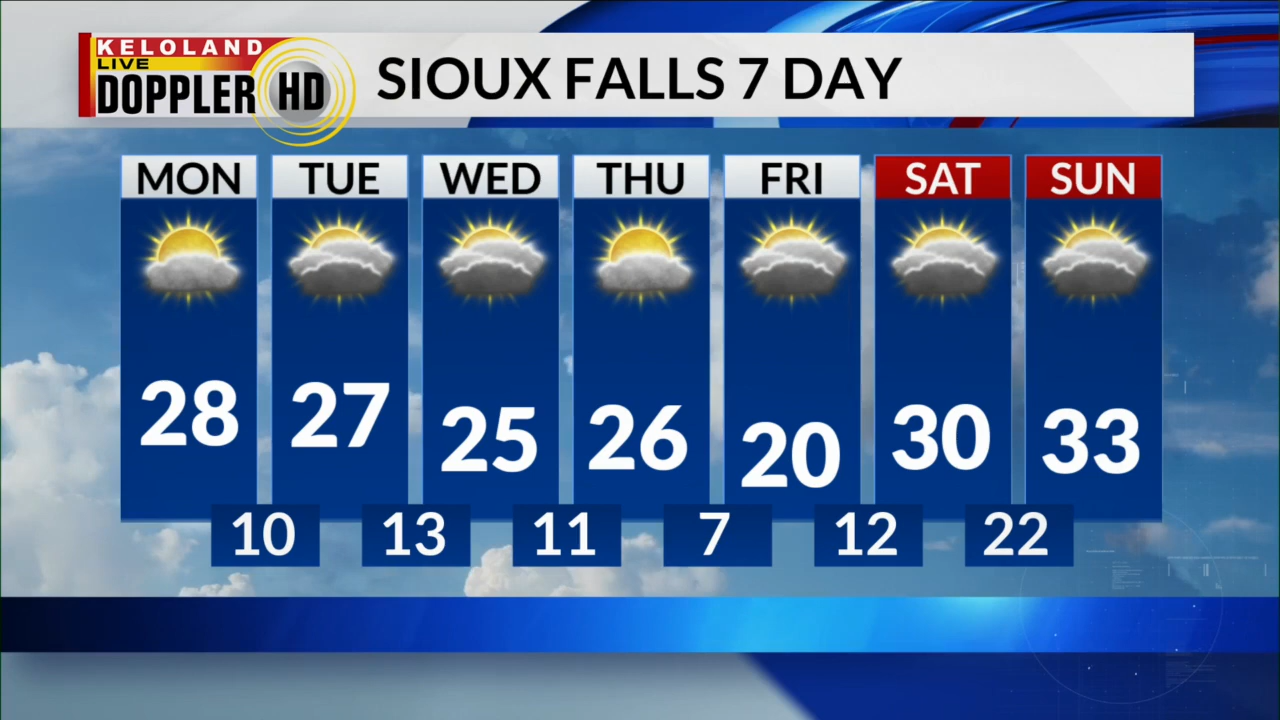 KELOLAND
LIVE
DOPPLER HD
SIOUX FALLS 7 DAY
MON TUE WED THU FRI SAT SUN
28 27 25 26 20 30 33
10 13 11 7 12 22